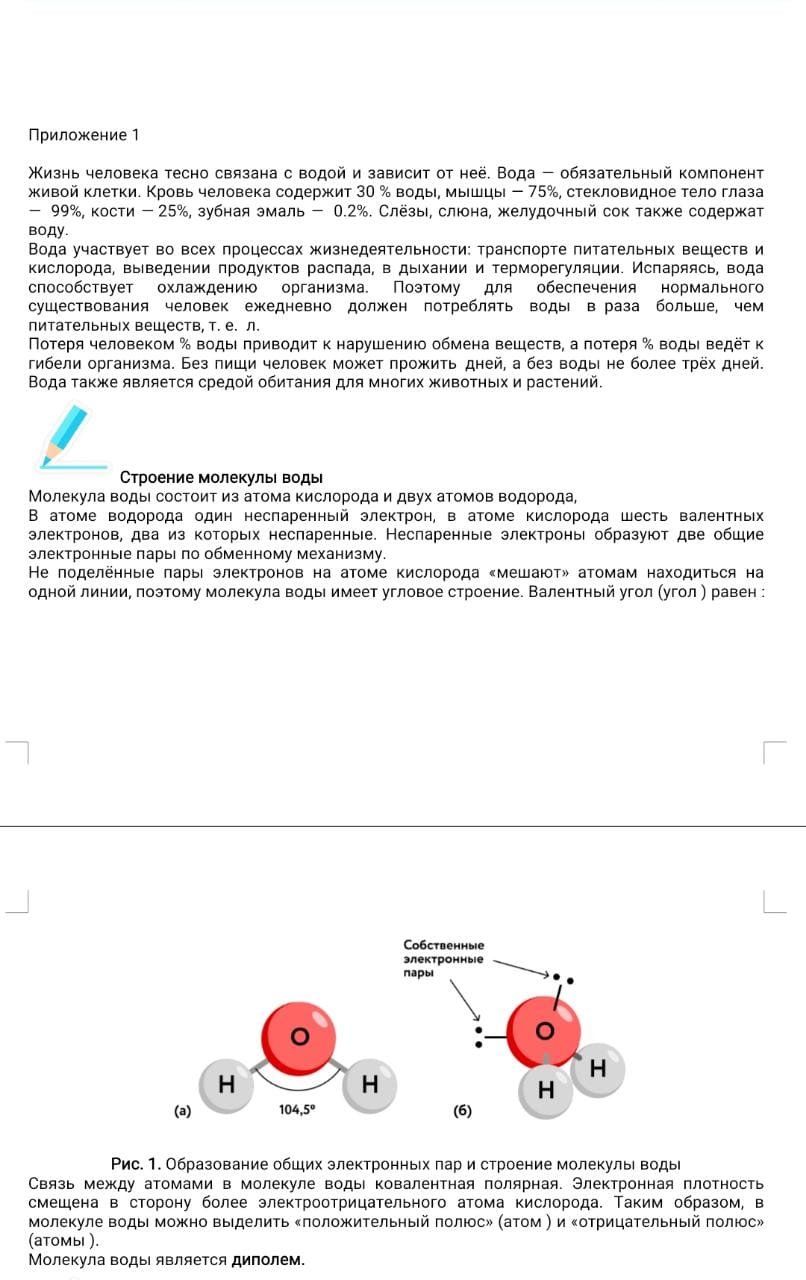 Приложение 1
Жизнь человека тесно связана с водой и зависит от неё. Вода — обязательный компонент
живой клетки. Кровь человека содержит 30 % воды, мышцы — 75%, стекловидное тело глаза
— 99%, кости — 25%, зубная эмаль — 0.2%. Слёзы, слюна, желудочный сок также содержат
воду.
Вода участвует во всех процессах жизнедеятельности: транспорте питательных веществ и
кислорода, выведении продуктов распада, в дыхании и терморегуляции. Испаряясь, вода
способствует охлаждению организма. Поэтому для обеспечения нормального
существования человек ежедневно должен потреблять воды в раза больше, чем
питательных веществ, т. е. л.
Потеря человеком % воды приводит к нарушению обмена веществ, а потеря % воды ведёт к
гибели организма. Без пищи человек может прожить дней, а без воды не более трёх дней.
Вода также является средой обитания для многих животных и растений.
Строение молекулы воды
Молекула воды состоит из атома кислорода и двух атомов водорода,
В атоме водорода один неспаренный электрон, в атоме кислорода шесть валентных
электронов, два из которых неспаренные. Неспаренные электроны образуют две общие
электронные пары по обменному механизму.
Не поделённые пары электронов на атоме кислорода «мешают» атомам находиться на
одной линии, поэтому молекула воды имеет угловое строение. Валентный угол (угол ) равен :
Собственные
электронные
пары
O
H
H
104,5°
(а)
O
H
H
(б)
Рис. 1. Образование общих электронных пар и строение молекулы воды
Связь между атомами в молекуле воды ковалентная полярная. Электронная плотность
смещена в сторону более электроотрицательного атома кислорода. Таким образом, в
молекуле воды можно выделить «положительный полюс» (атом ) и «отрицательный полюс»
(атомы ).
Молекула воды является диполем.